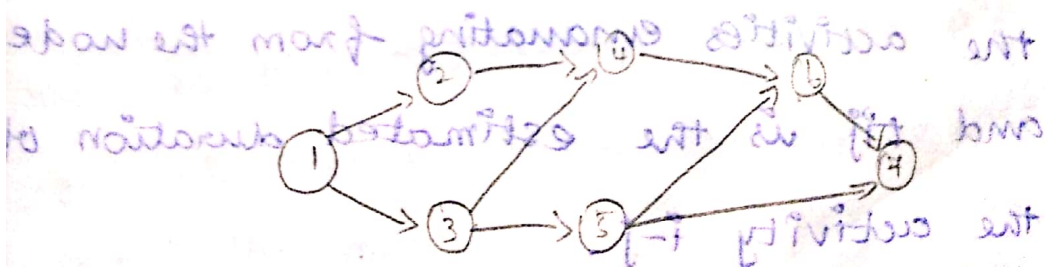 the activities emanating from the node
2 4 6
and tij is the estimated duration of
1 7
3 5
the activity i-j